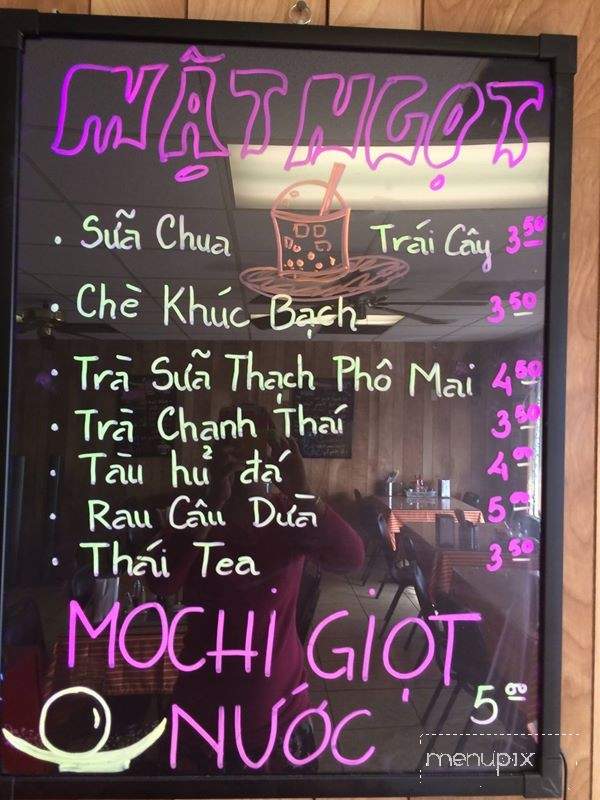 MẬT NGỌT
• Sữa Chua Trái Cây 3.50
• Chè Khúc Bạch 3.50
• Trà Sữa Thạch Phô Mai 4.50
• Trà Chanh Thái 3.50
• Tàu hủ đá 4.00
• Rau Câu Dừa 5.00
• Thái Tea 3.50
MOCHI GIỌT
NƯỚC 5.00
menupix